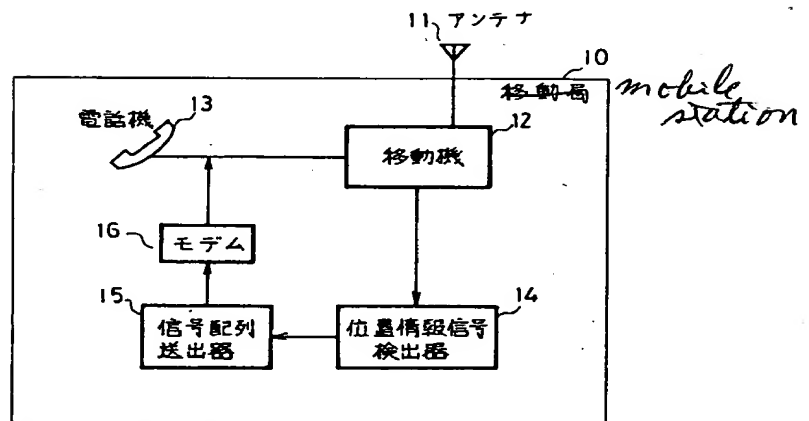 11 アンテナ
10
移動局
mobile
station
電話機
13
12
移動機
16
モデム
15
14
信号配列
送出器
位置情報信号
検出器